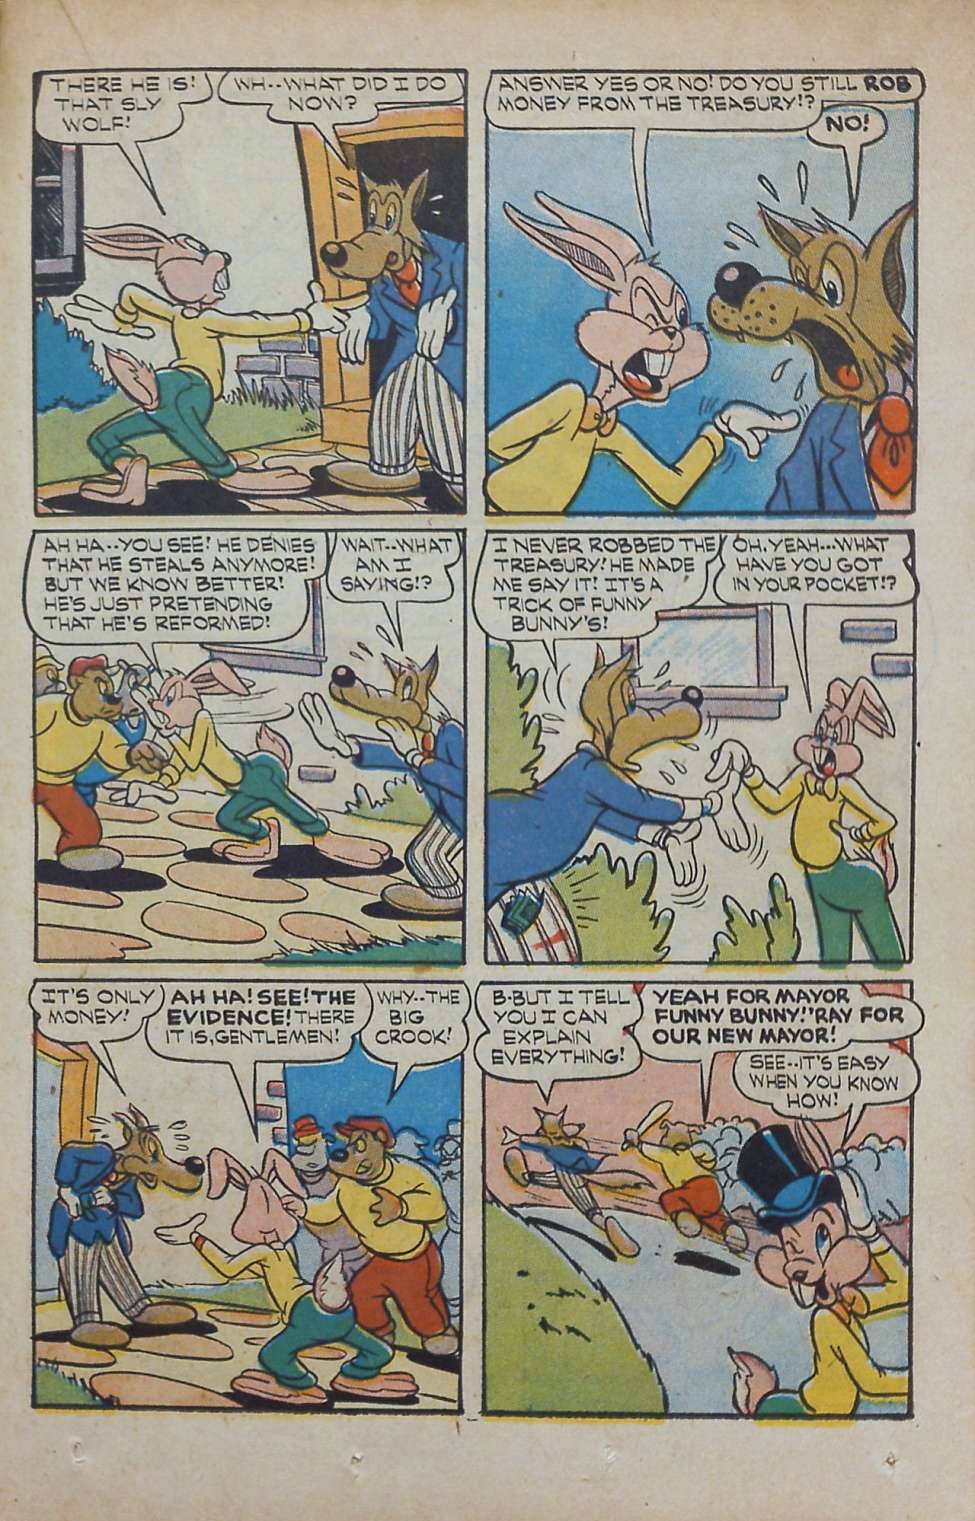 THERE HE IS!
THAT SLY
WOLF!
WH--WHAT DID I DO
NOW?
ANSWER YES OR NO! DO YOU STILL ROB
MONEY FROM THE TREASURY!?
NO!
AH HA--YOU SEE! HE DENIES
THAT HE STEALS ANYMORE!
BUT WE KNOW BETTER!
HE'S JUST PRETENDING
THAT HE'S REFORMED!
WAIT--WHAT
AM I
SAYING!?
I NEVER ROBBED THE
TREASURY! HE MADE
ME SAY IT! IT'S A
TRICK OF FUNNY
BUNNY'S!
OH, YEAH---WHAT
HAVE YOU GOT
IN YOUR POCKET!?
IT'S ONLY
MONEY!
AH HA! SEE! THE
EVIDENCE! THERE
IT IS, GENTLEMEN!
WHY--THE
BIG
CROOK!
B-BUT I TELL
YOU I CAN
EXPLAIN
EVERYTHING!
YEAH FOR MAYOR
FUNNY BUNNY! 'RAY FOR
OUR NEW MAYOR!
SEE--IT'S EASY
WHEN YOU KNOW
HOW!